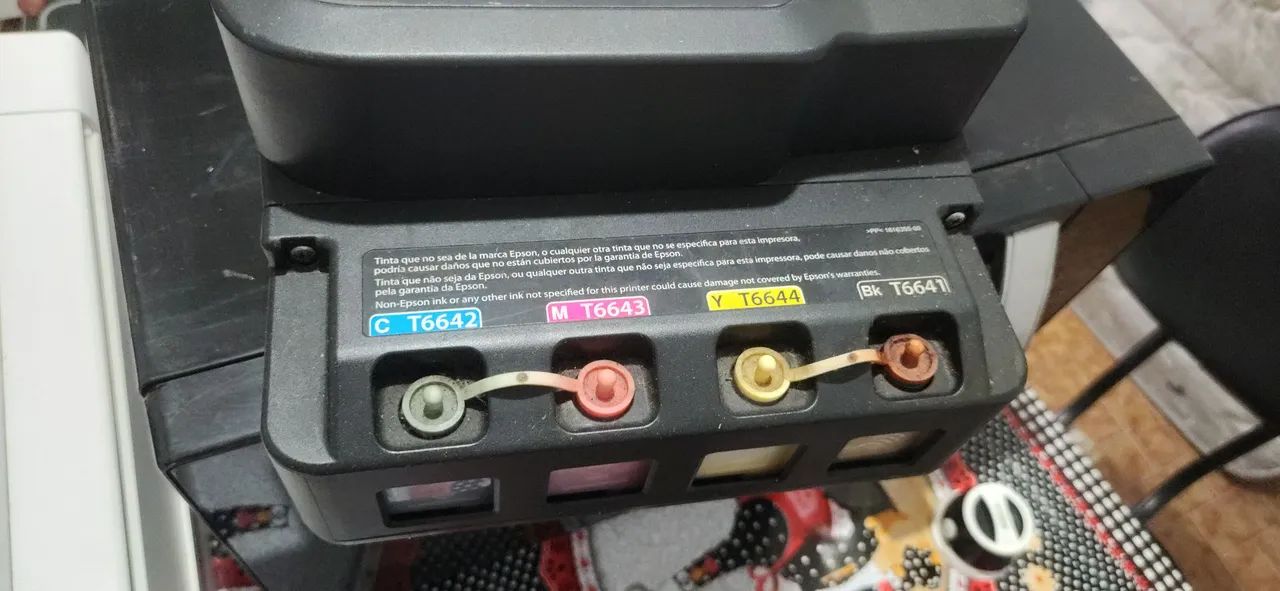 >PP< 1616355-00
Tinta que no sea de la marca Epson, o cualquier otra tinta que no se especifica para esta impresora,
podría causar daños que no están cubiertos por la garantía de Epson.
Tinta que não seja da Epson, ou qualquer outra tinta que não seja específica para esta impressora, pode causar danos não cobertos
pela garantia da Epson.
Non-Epson ink or any other ink not specified for this printer could cause damage not covered by Epson's warranties.
C T6642
M T6643
Y T6644
Bk T6641